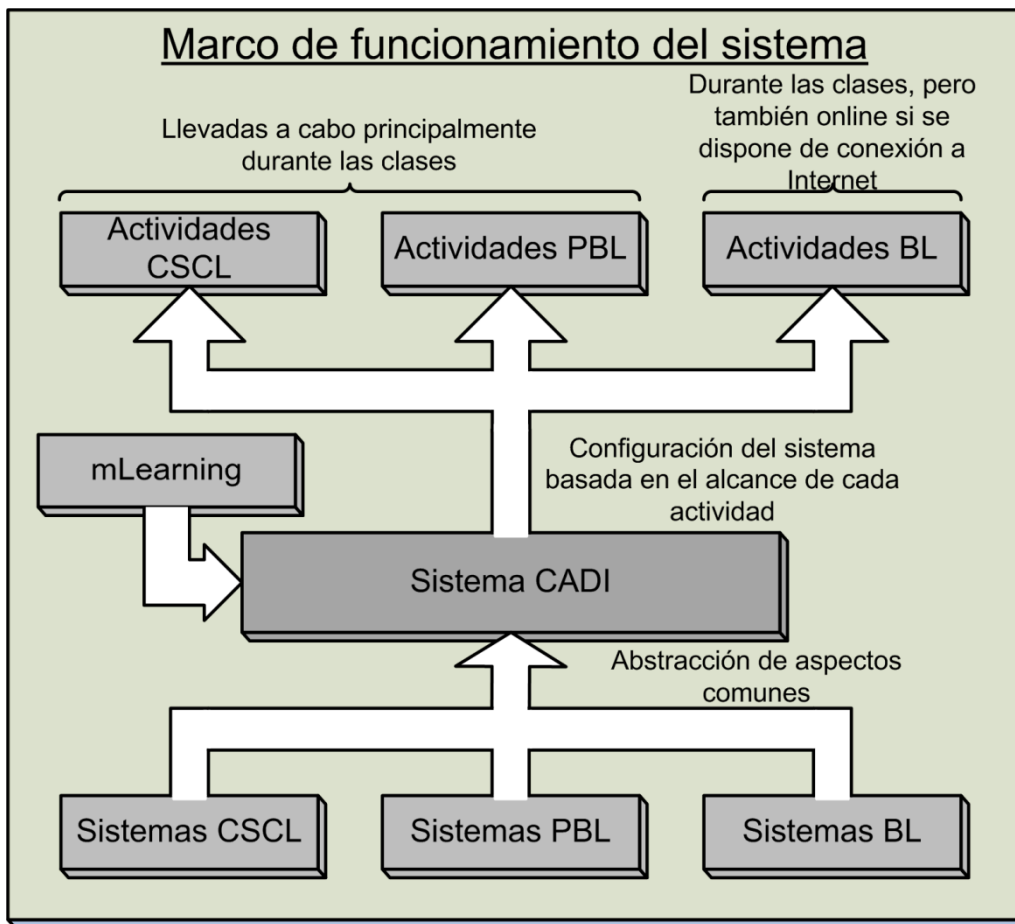 Marco de funcionamiento del sistema
Llevadas a cabo principalmente
durante las clases
Durante las clases, pero
también online si se
dispone de conexión a
Internet
Actividades
CSCL
Actividades PBL
Actividades BL
mLearning
Configuración del sistema
basada en el alcance de cada
actividad
Sistema CADI
Abstracción de aspectos
comunes
Sistemas CSCL
Sistemas PBL
Sistemas BL